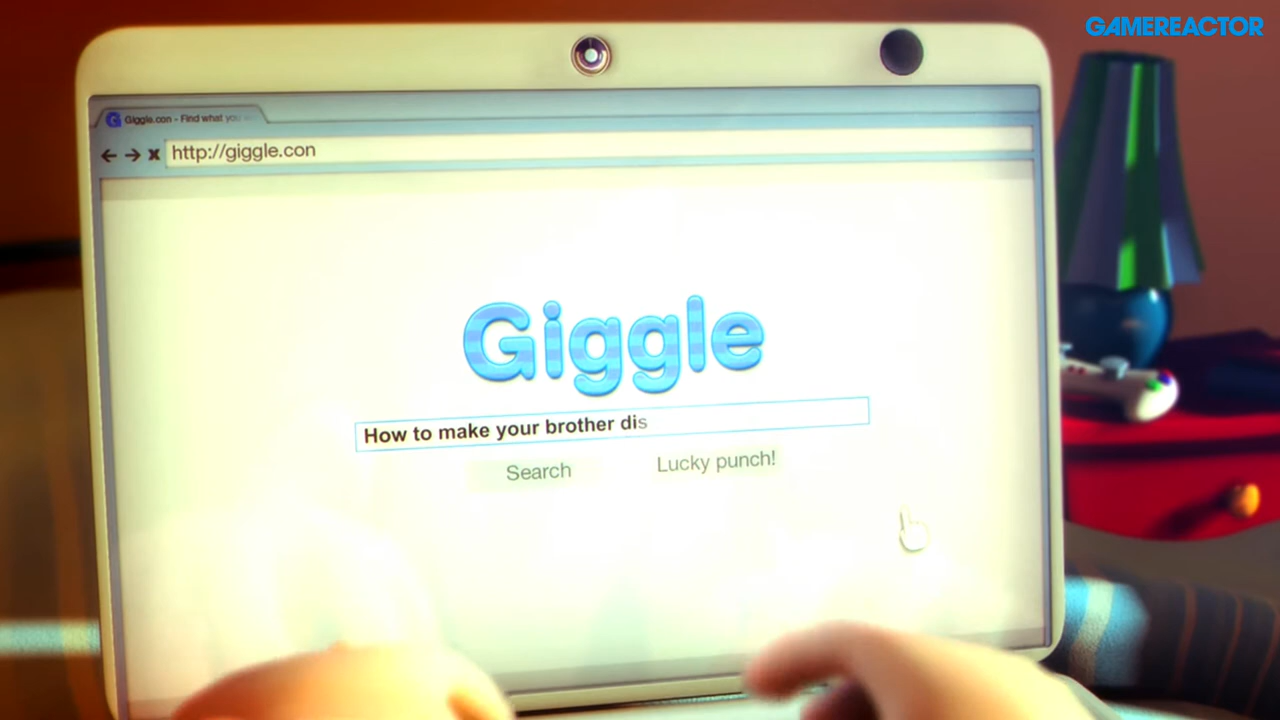 GAMEREACTOR
Giggle.con - Find what you
http://giggle.con
Giggle
How to make your brother dis
Search
Lucky punch!